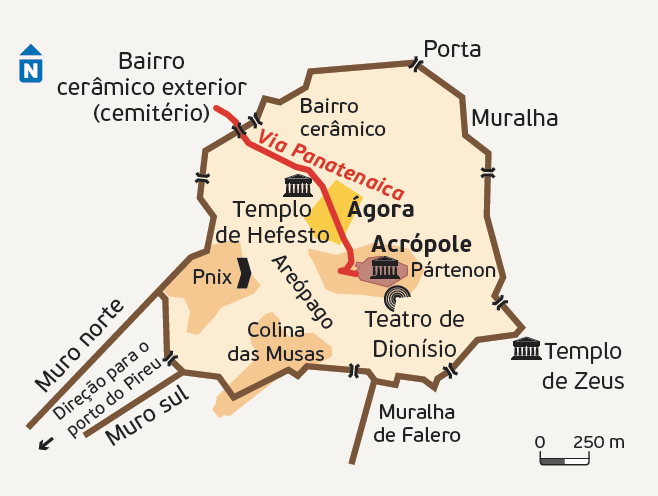 N
Bairro
cerâmico exterior
(cemitério)
Porta
Bairro
cerâmico
Muralha
Via Panatenaica
Templo
de Hefesto
Ágora
Acrópole
Pártenon
Pnix
Areópago
Teatro de
Dionísio
Colina
das Musas
Muro norte
Direção para o
porto do Pireu
Muro sul
Templo
de Zeus
Muralha
de Falero
0 250 m